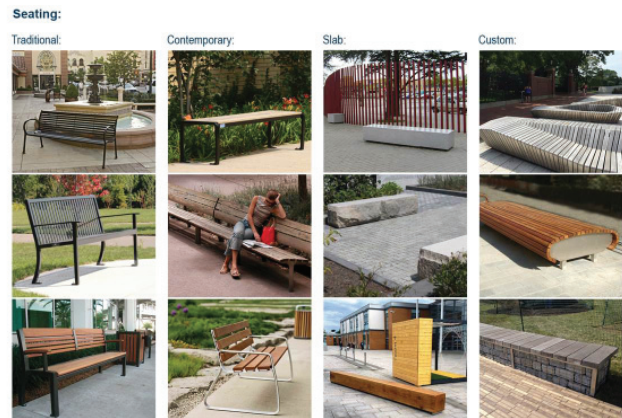 Seating:
Traditional:
Contemporary:
Slab:
Custom: